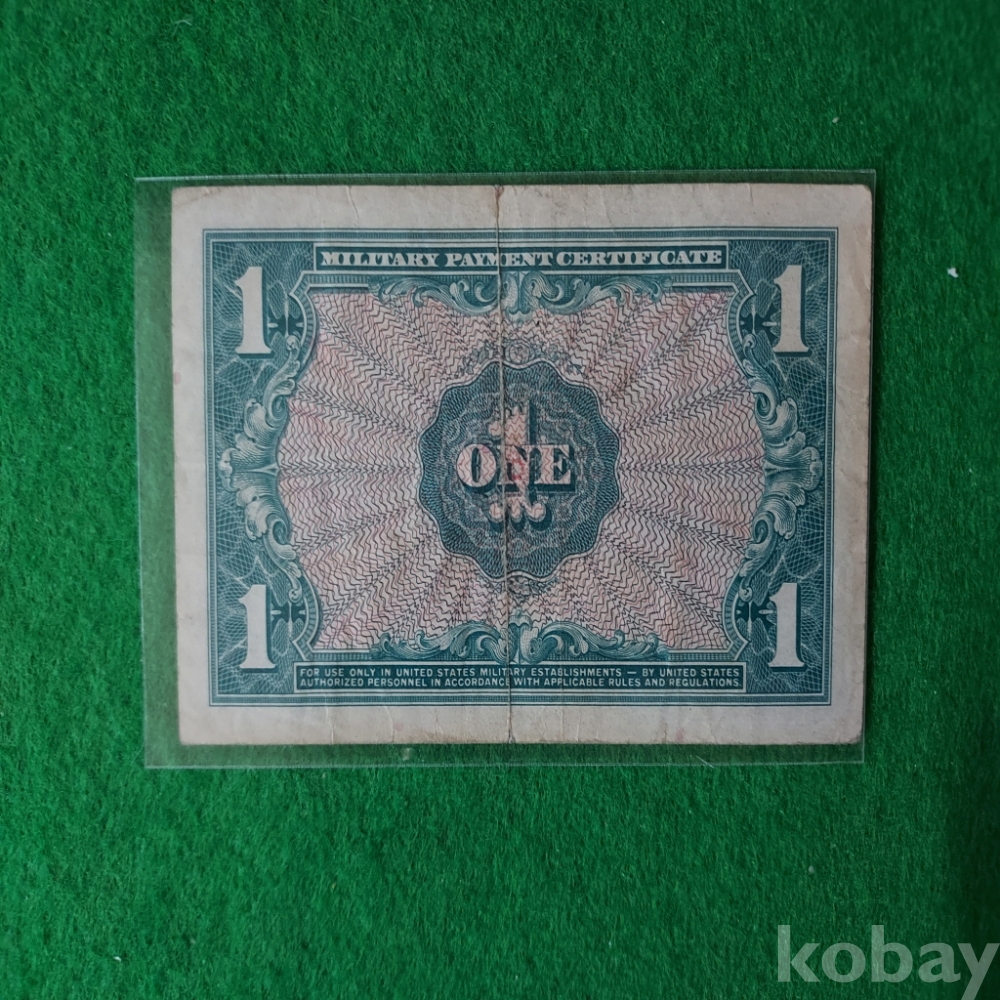 MILITARY PAYMENT CERTIFICATE
1 1
ONE
1 1
FOR USE ONLY IN UNITED STATES MILITARY ESTABLISHMENTS — BY UNITED STATES
AUTHORIZED PERSONNEL IN ACCORDANCE WITH APPLICABLE RULES AND REGULATIONS.
kobay